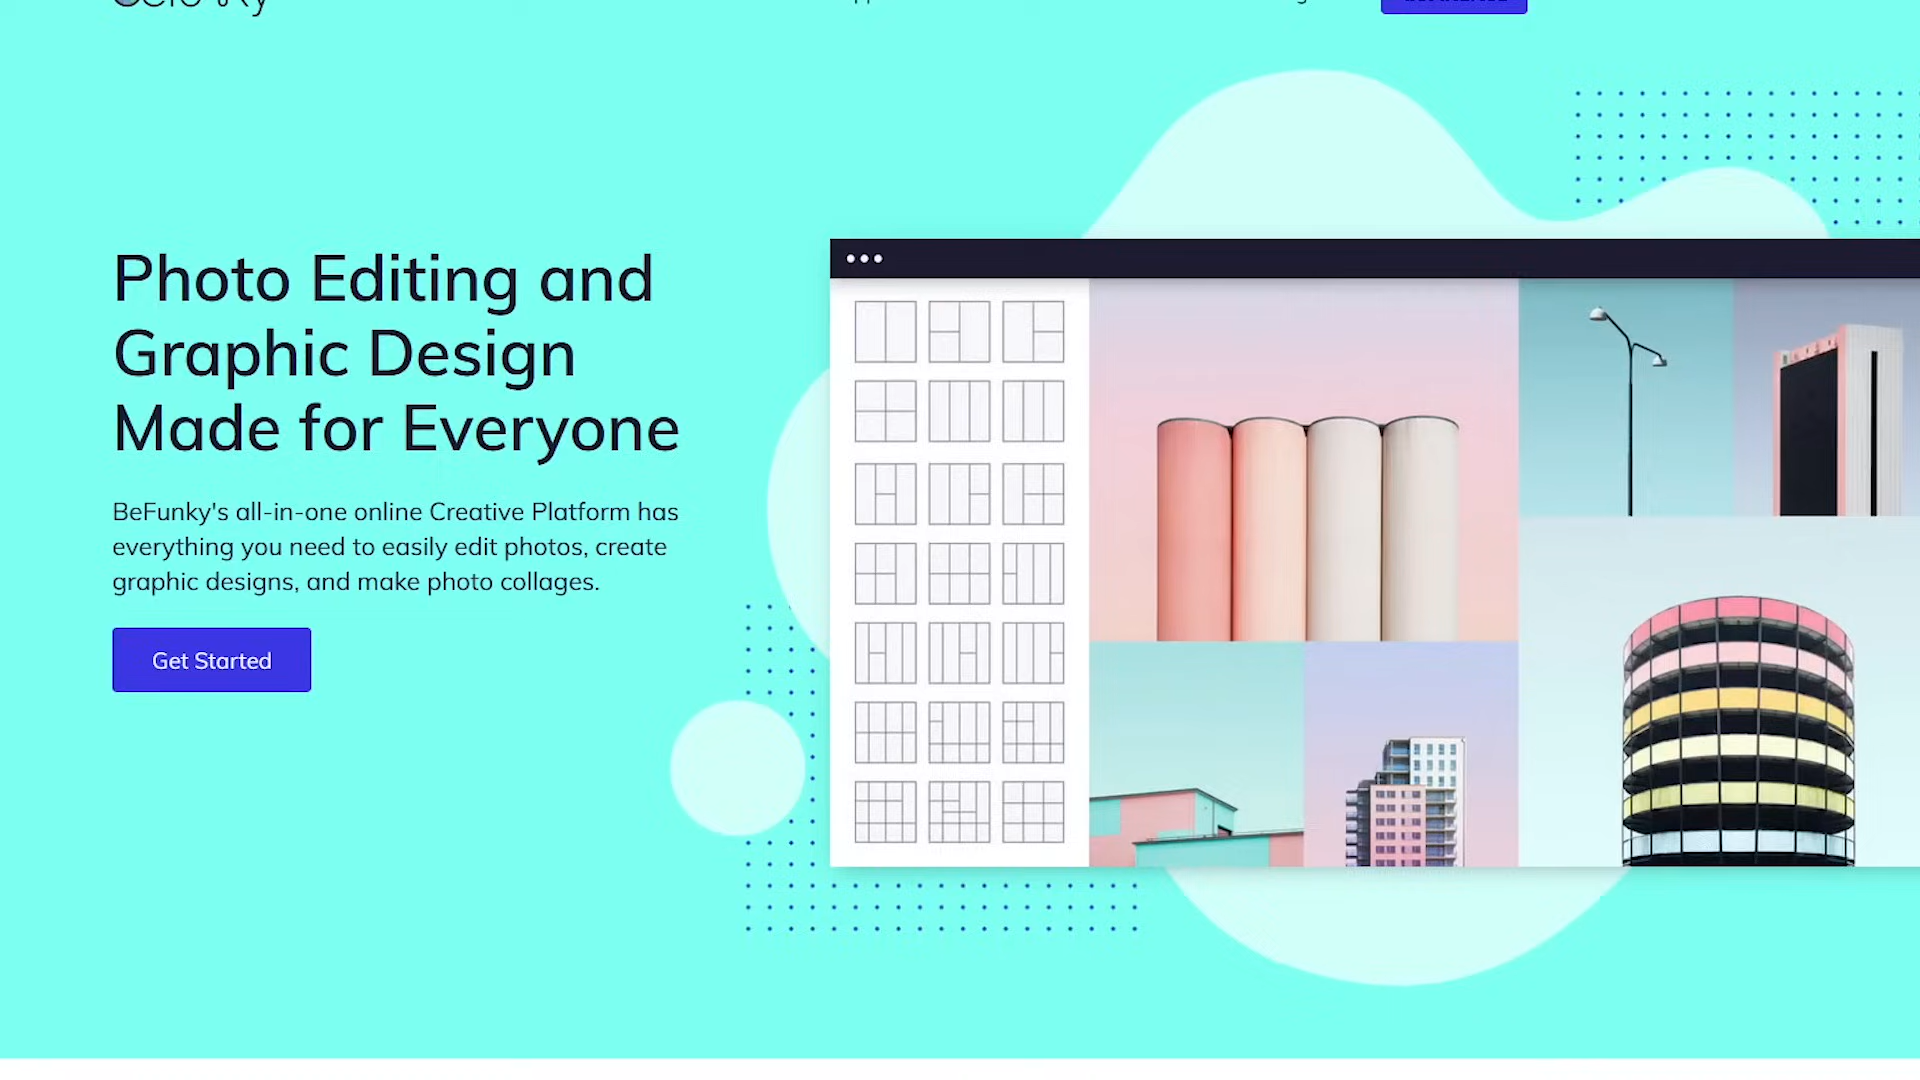 Photo Editing and
Graphic Design
Made for Everyone
BeFunky's all-in-one online Creative Platform has
everything you need to easily edit photos, create
graphic designs, and make photo collages.
Get Started